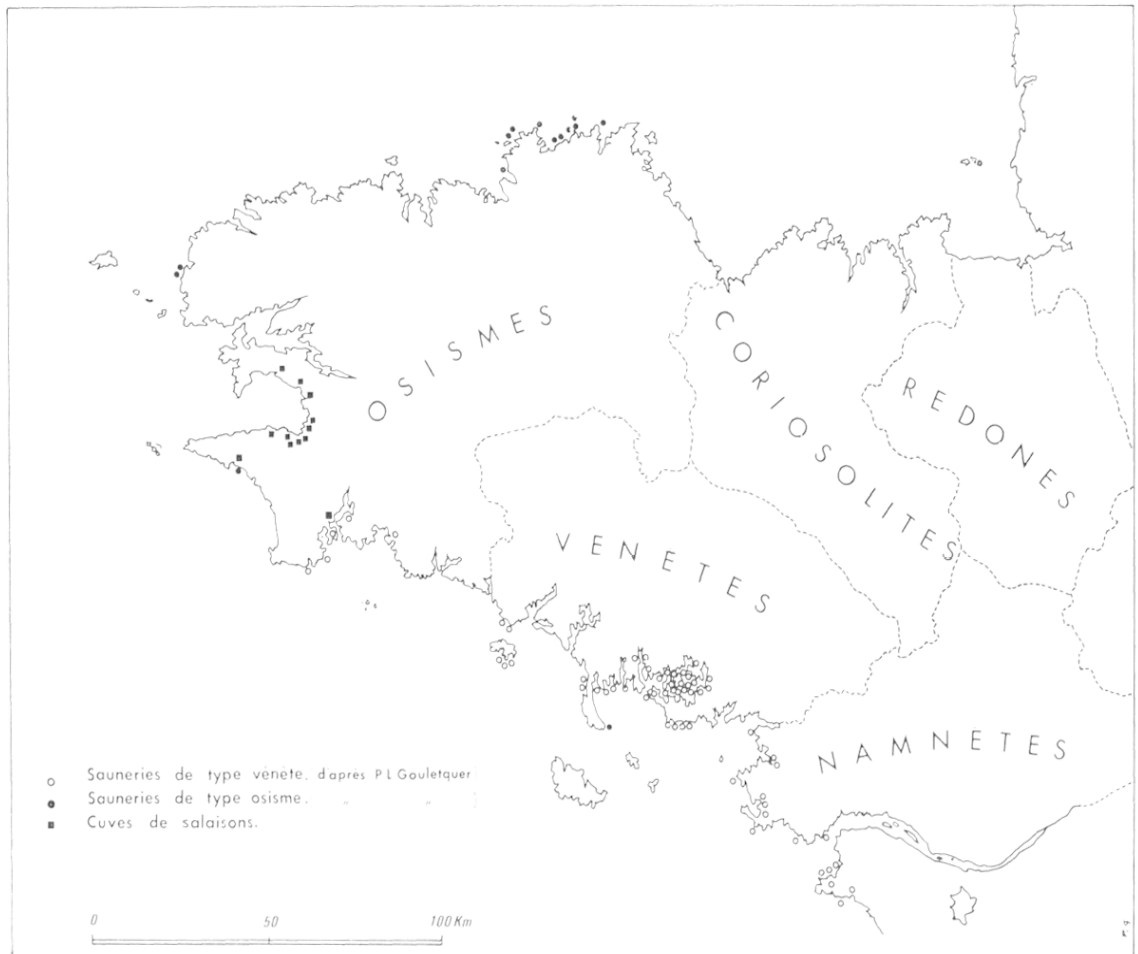 OSISMES
CORIOSOLITES
REDONES
VENETES
NAMNETES
Sauneries de type vénète. d'après P L Gouletquer
Sauneries de type osisme. " "
Cuves de salaisons.
0 50 100 Km